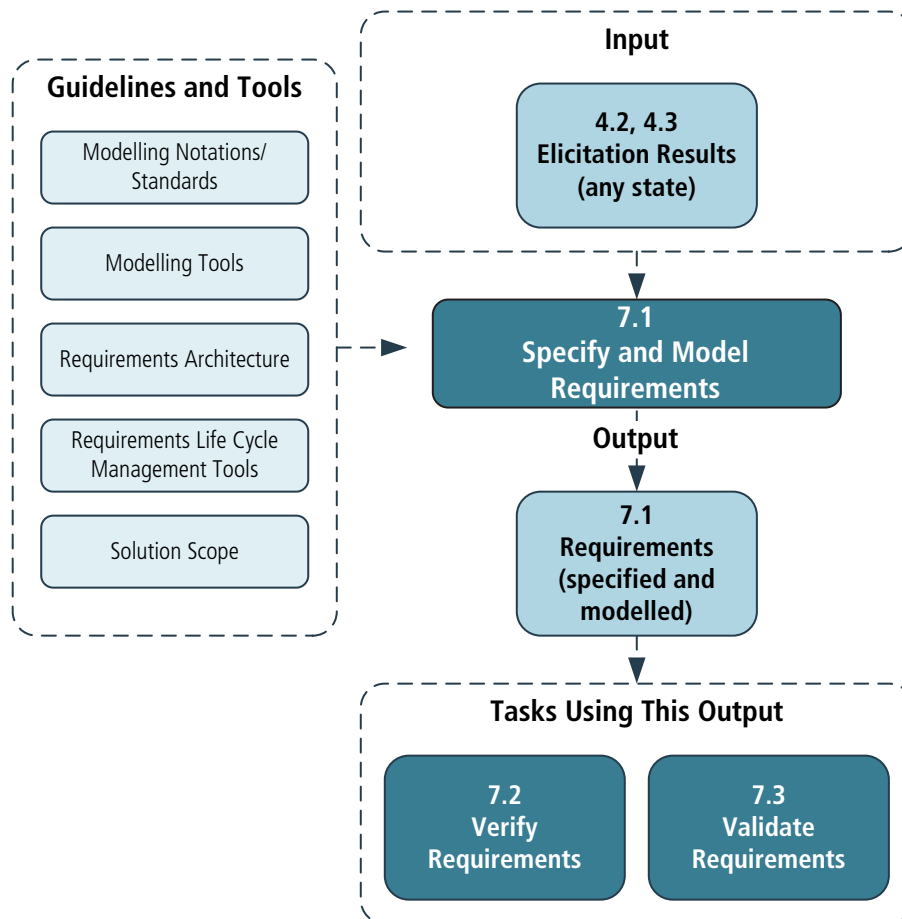 Guidelines and Tools
Modelling Notations/
Standards
Modelling Tools
Requirements Architecture
Requirements Life Cycle
Management Tools
Solution Scope
Input
4.2, 4.3
Elicitation Results
(any state)
7.1
Specify and Model
Requirements
Output
7.1
Requirements
(specified and
modelled)
Tasks Using This Output
7.2
Verify
Requirements
7.3
Validate
Requirements